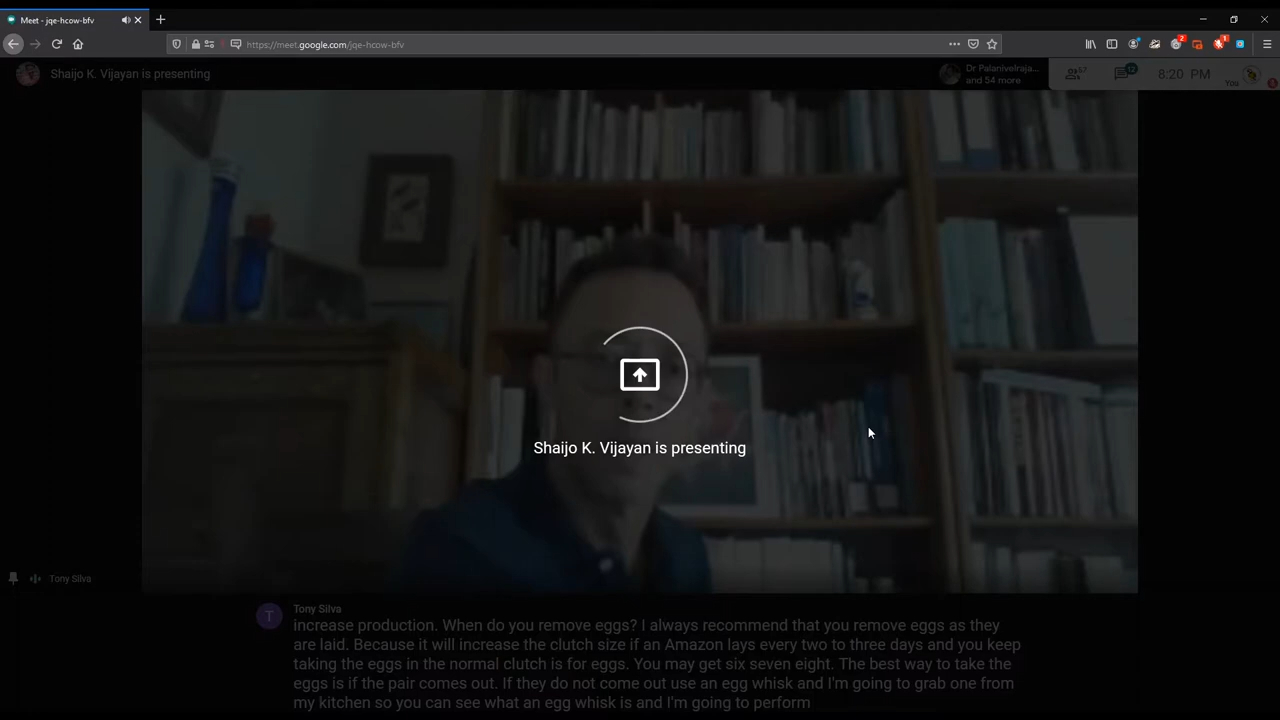 Meet - jqe-hcow-bfv
https://meet.google.com/jqe-hcow-bfv
2
1
Shaijo K. Vijayan is presenting
Dr Palanivelraja...
and 54 more
57
12
8:20 PM
You
Shaijo K. Vijayan is presenting
Tony Silva
T
Tony Silva
increase production. When do you remove eggs? I always recommend that you remove eggs as they
are laid. Because it will increase the clutch size if an Amazon lays every two to three days and you keep
taking the eggs in the normal clutch is for eggs. You may get six seven eight. The best way to take the
eggs is if the pair comes out. If they do not come out use an egg whisk and I'm going to grab one from
my kitchen so you can see what an egg whisk is and I'm going to perform